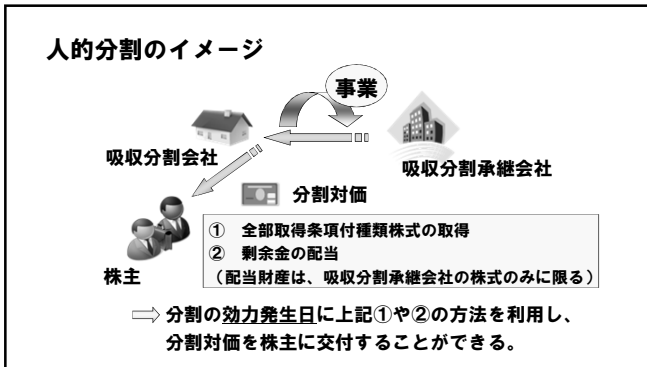 人的分割のイメージ
事業
吸収分割会社
吸収分割承継会社
分割対価
株主
① 全部取得条項付種類株式の取得
② 剰余金の配当
（配当財産は、吸収分割承継会社の株式のみに限る）
⇒ 分割の効力発生日に上記①や②の方法を利用し、
分割対価を株主に交付することができる。